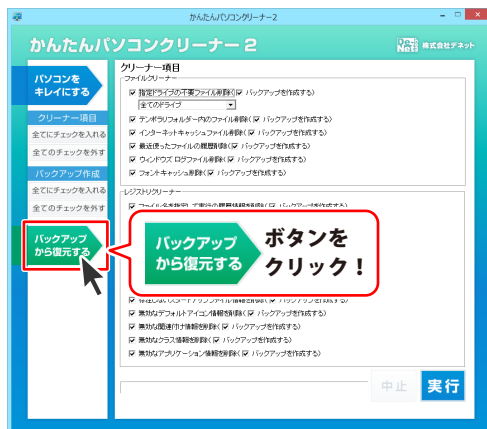 かんたんパソコンクリーナー2
かんたんパソコンクリーナー2
De-Net 株式会社デネット
パソコンを
キレイにする
クリーナー項目
全てにチェックを入れる
全てのチェックを外す
バックアップ作成
全てにチェックを入れる
全てのチェックを外す
バックアップ
から復元する
クリーナー項目
ファイルクリーナー
指定ドライブの不要ファイル削除(バックアップを作成する)
全てのドライブ
テンポラリフォルダー内のファイル削除(バックアップを作成する)
インターネットキャッシュファイル削除(バックアップを作成する)
最近使ったファイルの履歴削除(バックアップを作成する)
ウィンドウズ ログファイル削除(バックアップを作成する)
フォントキャッシュ削除(バックアップを作成する)
レジストリクリーナー
バックアップ
から復元する
ボタンを
クリック!
無効なデフォルトアイコン情報を削除(バックアップを作成する)
無効な関連付け情報を削除(バックアップを作成する)
無効なクラス情報を削除(バックアップを作成する)
無効なアプリケーション情報を削除(バックアップを作成する)
中止
実行